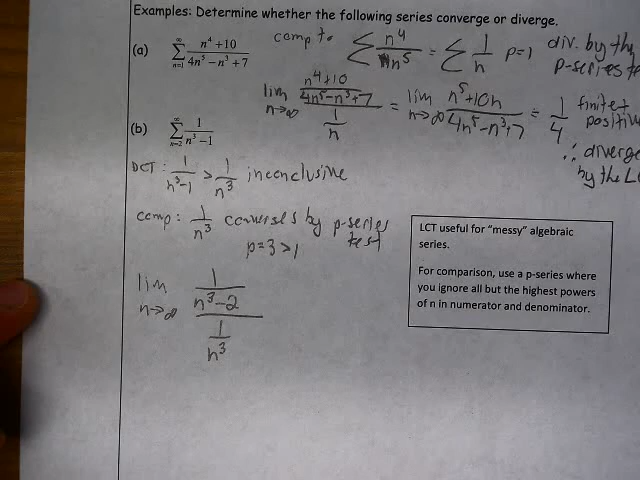 Examples: Determine whether the following series converge or diverge.
(a) ∑_{n=1}^{∞} (n⁴+10)/(4n⁵−n³+7)
comp to ∑ n⁴/n⁵ = ∑ 1/n p=1 div. by the
p-series
lim_{n→∞} ((n⁴+10)/(4n⁵−n³+7))/(1/n) = lim_{n→∞} (n⁵+10n)/(4n⁵−n³+7) = 1/4 finite+
positive
∴ diverge
by the
(b) ∑_{n=2}^{∞} 1/(n³−1)
DCT: 1/(n³−1) > 1/n³ inconclusive
comp: 1/n³ converges by p-series
test
p=3>1
lim_{n→∞} (1/(n³−2))/(1/n³)
LCT useful for "messy" algebraic
series.
For comparison, use a p-series where
you ignore all but the highest powers
of n in numerator and denominator.